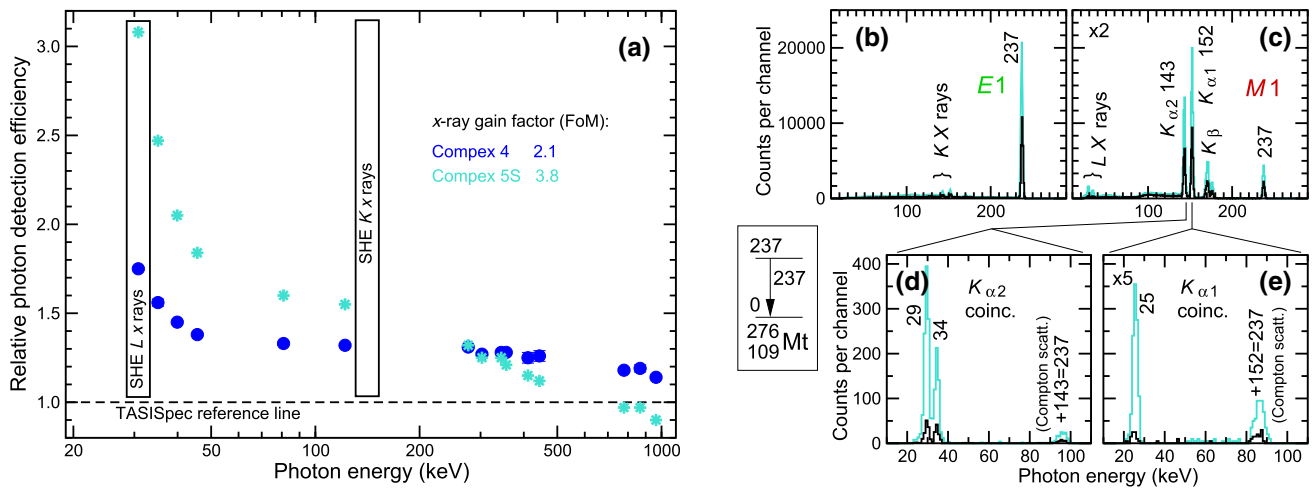 (a)
3.0
2.5
2.0
1.5
1.0
Relative photon detection efficiency
SHE L x rays
SHE K x rays
x-ray gain factor (FoM):
Compex 4 2.1
Compex 5S 3.8
TASISpec reference line
20 50 100 200 500 1000
Photon energy (keV)
(b)
20000
10000
0
Counts per channel
} K X rays
E1
237
100 200
(c)
x2
} L X rays
Kα2 143
152
Kα1
Kβ
M1
237
100 200
237
237
0
276
109 Mt
(d)
400
300
200
100
0
Counts per channel
29
34
Kα2
coinc.
(Compton scatt.)
+143=237
20 40 60 80 100
(e)
x5
25
Kα1
coinc.
+152=237
(Compton scatt.)
20 40 60 80 100
Photon energy (keV)